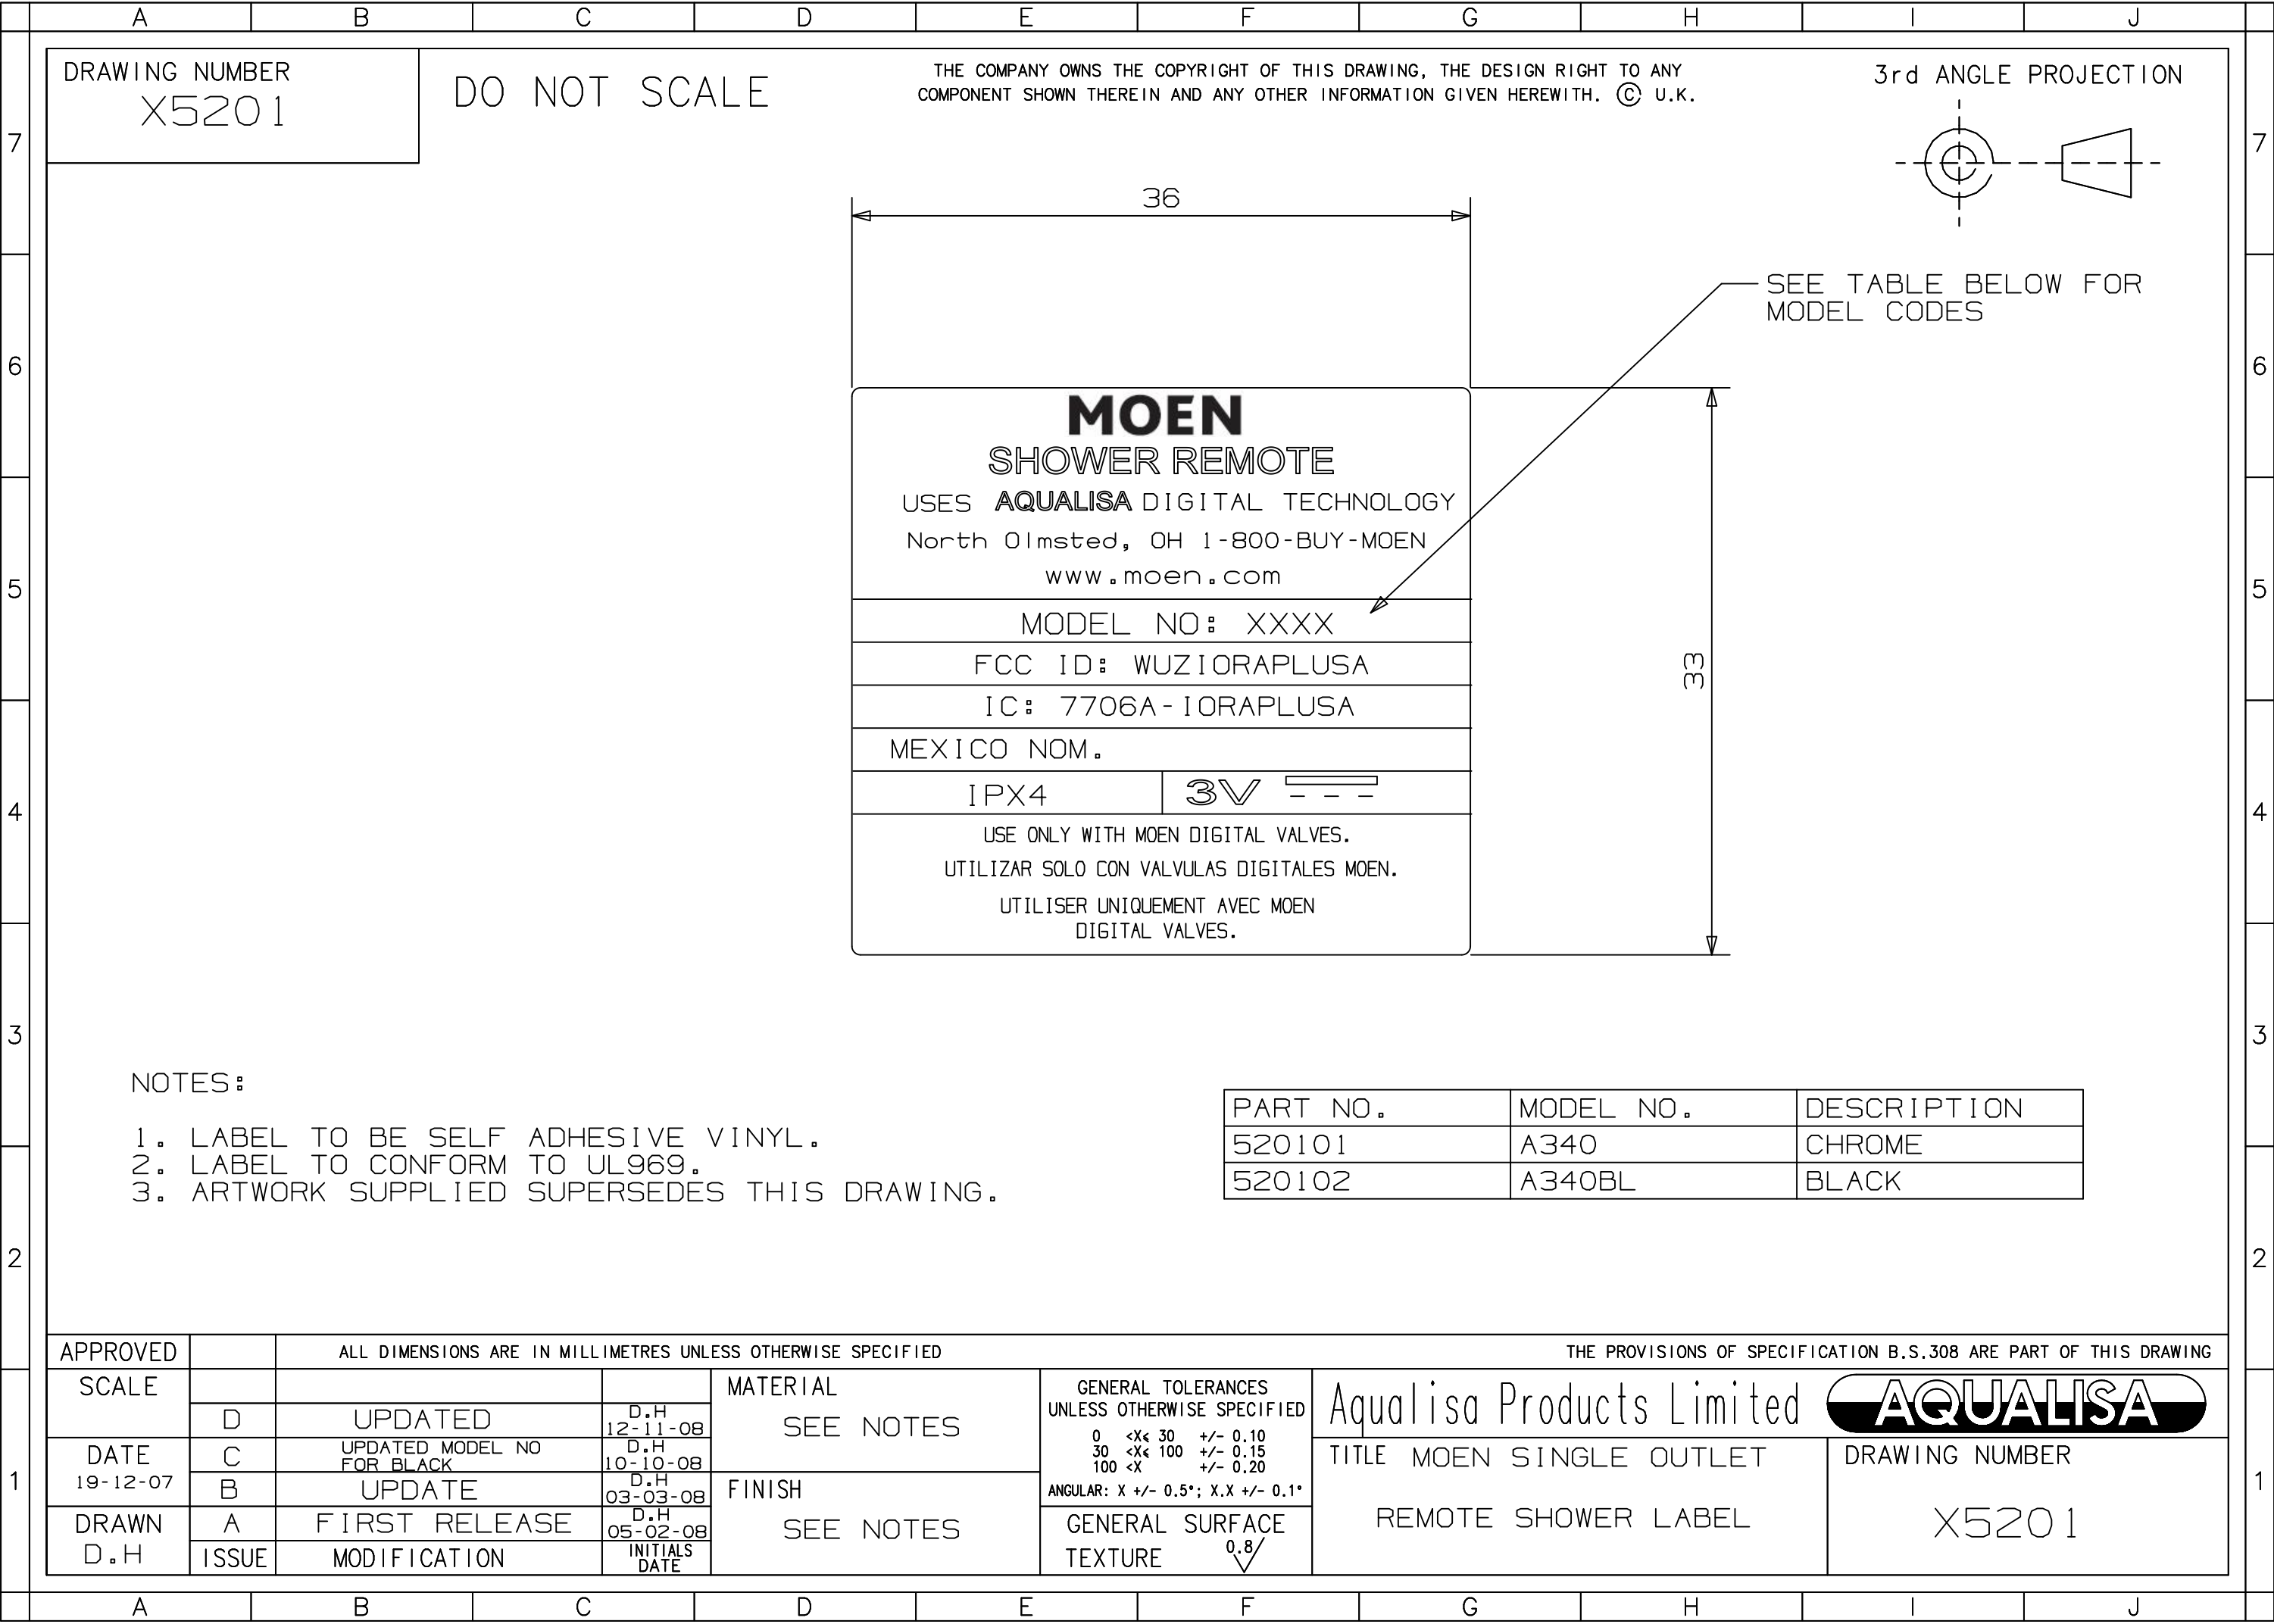 A B C D E F G H I J
DRAWING NUMBER
X5201
DO NOT SCALE
THE COMPANY OWNS THE COPYRIGHT OF THIS DRAWING, THE DESIGN RIGHT TO ANY
COMPONENT SHOWN THEREIN AND ANY OTHER INFORMATION GIVEN HEREWITH. © U.K.
3rd ANGLE PROJECTION
7 7
36
SEE TABLE BELOW FOR
MODEL CODES
6 6
MOEN
SHOWER REMOTE
USES AQUALISA DIGITAL TECHNOLOGY
North Olmsted, OH 1-800-BUY-MOEN
www.moen.com
5 5
MODEL NO: XXXX
FCC ID: WUZIORAPLUSA
33
IC: 7706A-IORAPLUSA
MEXICO NOM.
IPX4 3V
4 4
USE ONLY WITH MOEN DIGITAL VALVES.
UTILIZAR SOLO CON VALVULAS DIGITALES MOEN.
UTILISER UNIQUEMENT AVEC MOEN
DIGITAL VALVES.
3 3
NOTES:
1. LABEL TO BE SELF ADHESIVE VINYL.
2. LABEL TO CONFORM TO UL969.
3. ARTWORK SUPPLIED SUPERSEDES THIS DRAWING.
PART NO. MODEL NO. DESCRIPTION
520101 A340 CHROME
520102 A340BL BLACK
2 2
APPROVED
ALL DIMENSIONS ARE IN MILLIMETRES UNLESS OTHERWISE SPECIFIED
THE PROVISIONS OF SPECIFICATION B.S.308 ARE PART OF THIS DRAWING
SCALE
DATE
19-12-07
DRAWN
D.H
D UPDATED D.H 12-11-08
C UPDATED MODEL NO FOR BLACK D.H 10-10-08
B UPDATE D.H 03-03-08
A FIRST RELEASE D.H 05-02-08
ISSUE MODIFICATION INITIALS DATE
MATERIAL
SEE NOTES
FINISH
SEE NOTES
GENERAL TOLERANCES
UNLESS OTHERWISE SPECIFIED
0 <X≤ 30 +/- 0.10
30 <X≤ 100 +/- 0.15
100 <X +/- 0.20
ANGULAR: X +/- 0.5°; X.X +/- 0.1°
GENERAL SURFACE
TEXTURE 0.8
Aqualisa Products Limited AQUALISA
TITLE MOEN SINGLE OUTLET
REMOTE SHOWER LABEL
DRAWING NUMBER
X5201
1 1
A B C D E F G H I J